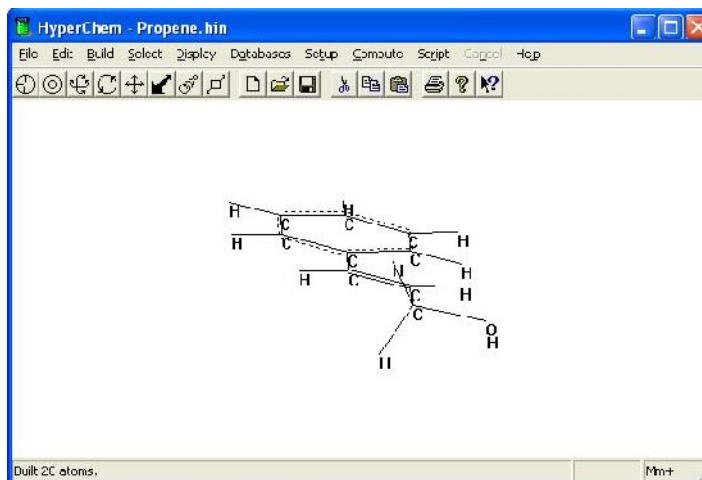 HyperChem - Propene.hin
File Edit Build Select Display Databases Setup Compute Script Cancel Help
H H
C C H
H C C
C C H
H C C H
C O
H
H
Built 20 atoms. Mm+